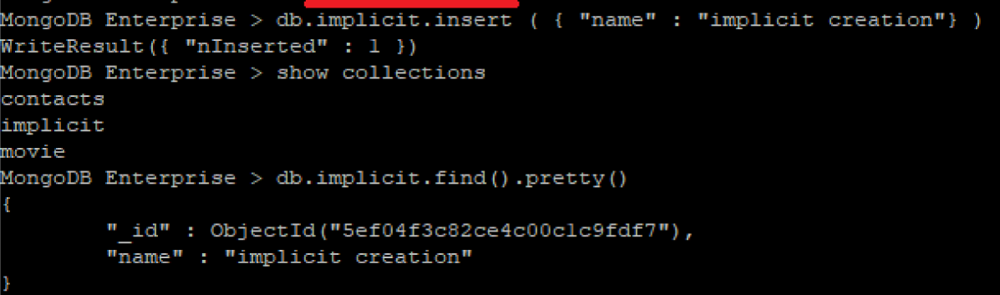 MongoDB Enterprise > db.implicit.insert ( { "name" : "implicit creation"} )
WriteResult({ "nInserted" : 1 })
MongoDB Enterprise > show collections
contacts
implicit
movie
MongoDB Enterprise > db.implicit.find().pretty()
{
        "_id" : ObjectId("5ef04f3c82ce4c00c1c9fdf7"),
        "name" : "implicit creation"
}